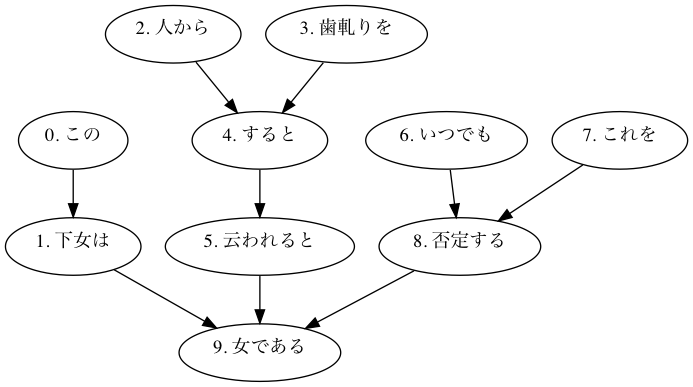 2. 人から
3. 歯軋りを
0. この
4. すると
6. いつでも
7. これを
1. 下女は
5. 云われると
8. 否定する
9. 女である